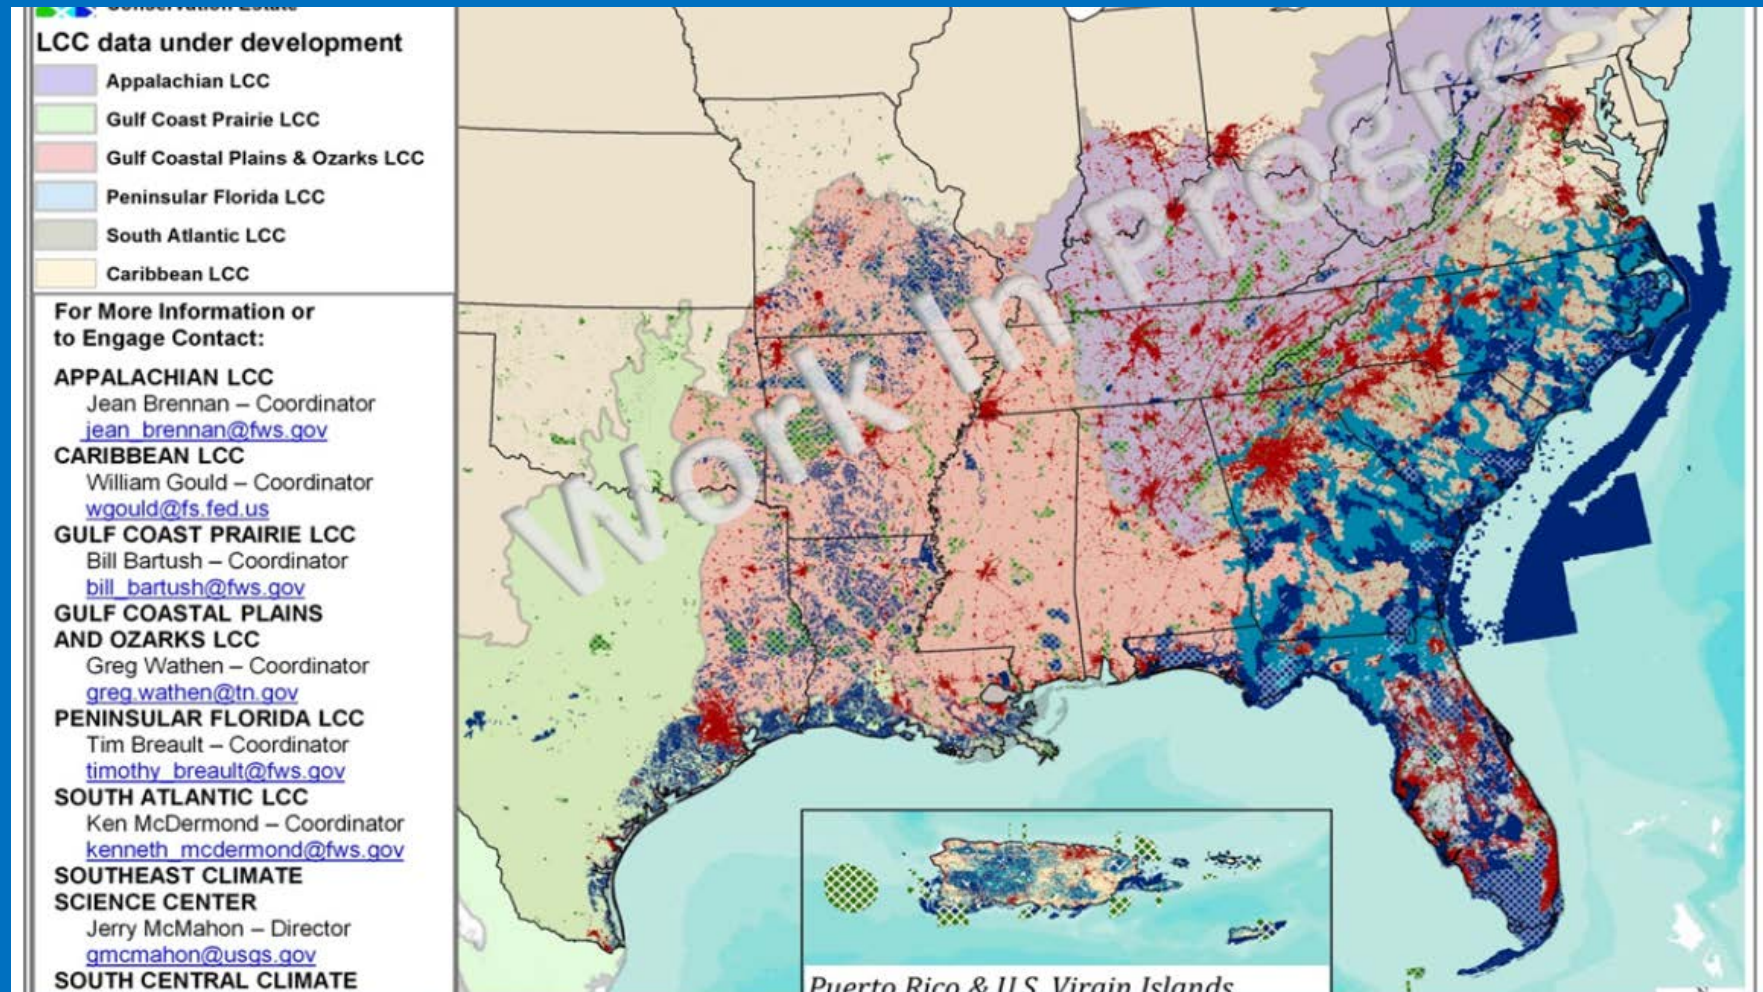 Conservation Estate
LCC data under development
Appalachian LCC
Gulf Coast Prairie LCC
Gulf Coastal Plains & Ozarks LCC
Peninsular Florida LCC
South Atlantic LCC
Caribbean LCC
For More Information or
to Engage Contact:
APPALACHIAN LCC
Jean Brennan – Coordinator
jean_brennan@fws.gov
CARIBBEAN LCC
William Gould – Coordinator
wgould@fs.fed.us
GULF COAST PRAIRIE LCC
Bill Bartush – Coordinator
bill_bartush@fws.gov
GULF COASTAL PLAINS
AND OZARKS LCC
Greg Wathen – Coordinator
greg.wathen@tn.gov
PENINSULAR FLORIDA LCC
Tim Breault – Coordinator
timothy_breault@fws.gov
SOUTH ATLANTIC LCC
Ken McDermond – Coordinator
kenneth_mcdermond@fws.gov
SOUTHEAST CLIMATE
SCIENCE CENTER
Jerry McMahon – Director
gmcmahon@usgs.gov
SOUTH CENTRAL CLIMATE
Work In Progress
Puerto Rico & U.S. Virgin Islands